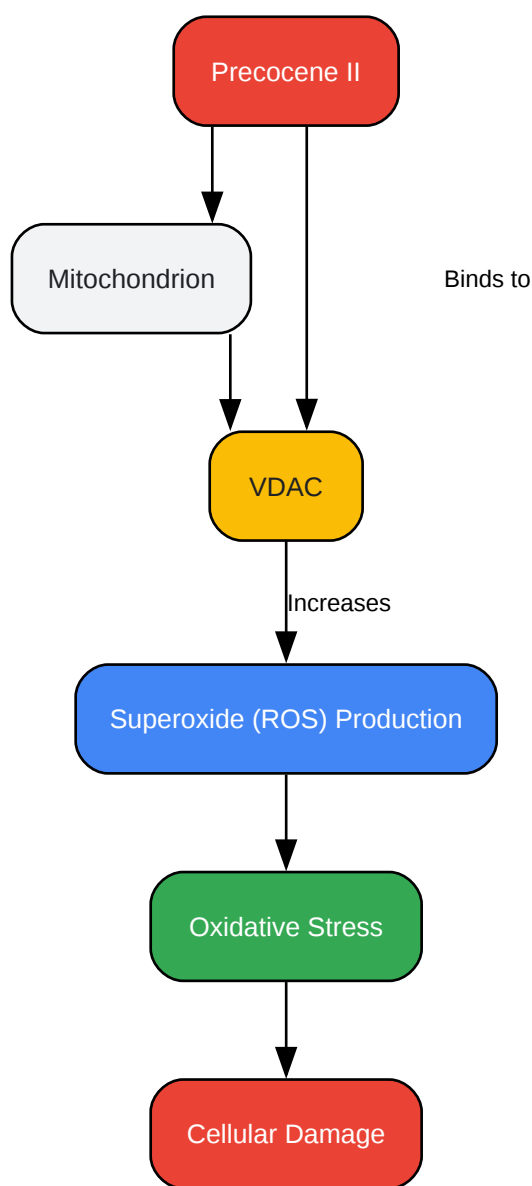 Precocene II
Mitochondrion
Binds to
VDAC
Increases
Superoxide (ROS) Production
Oxidative Stress
Cellular Damage